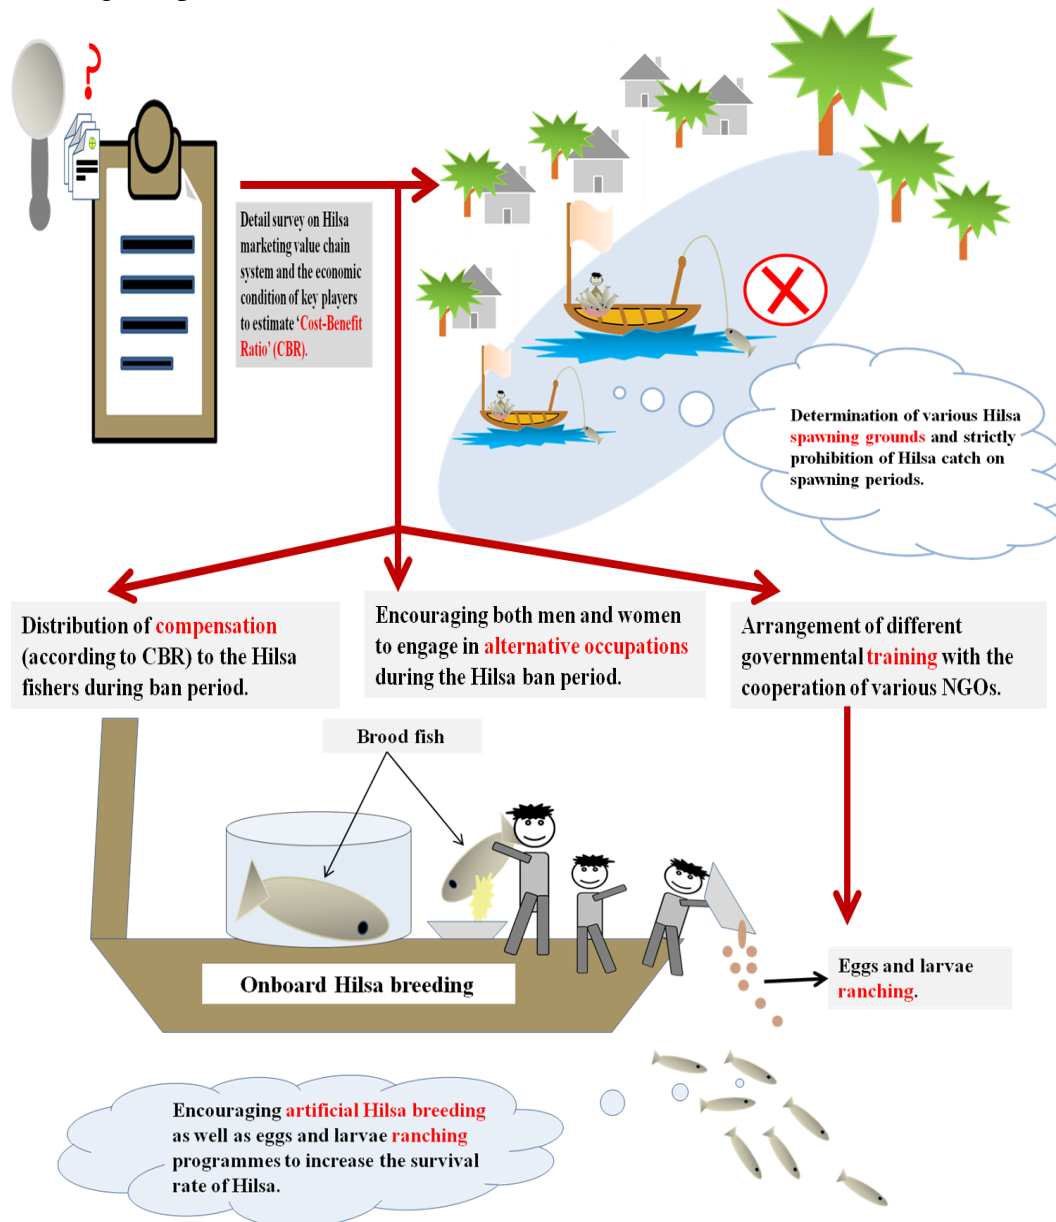 ?
Detail survey on Hilsa
marketing value chain
system and the economic
condition of key players
to estimate ‘Cost-Benefit
Ratio’ (CBR).
Determination of various Hilsa
spawning grounds and strictly
prohibition of Hilsa catch on
spawning periods.
Distribution of compensation
(according to CBR) to the Hilsa
fishers during ban period.
Encouraging both men and women
to engage in alternative occupations
during the Hilsa ban period.
Arrangement of different
governmental training with the
cooperation of various NGOs.
Brood fish
Onboard Hilsa breeding
Eggs and larvae
ranching.
Encouraging artificial Hilsa breeding
as well as eggs and larvae ranching
programmes to increase the survival
rate of Hilsa.